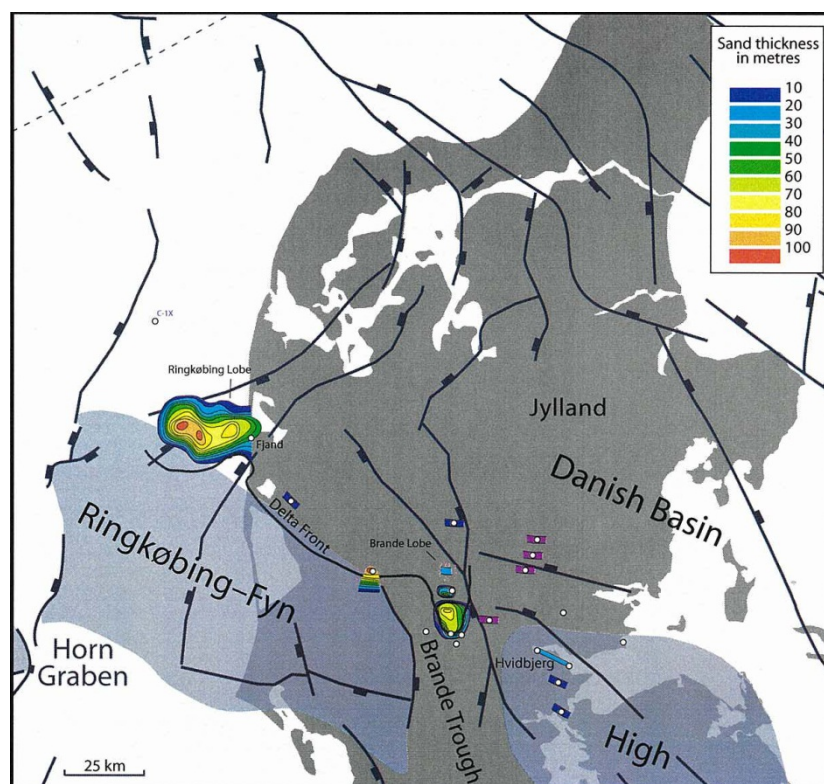 Sand thickness
in metres
10
20
30
40
50
60
70
80
90
100
C-1X
Ringkøbing Lobe
Fjand
Jylland
Danish Basin
Delta Front
Brande Lobe
Ringkøbing–Fyn
Horn
Graben
Brande Trough
Hvidbjerg
High
25 km